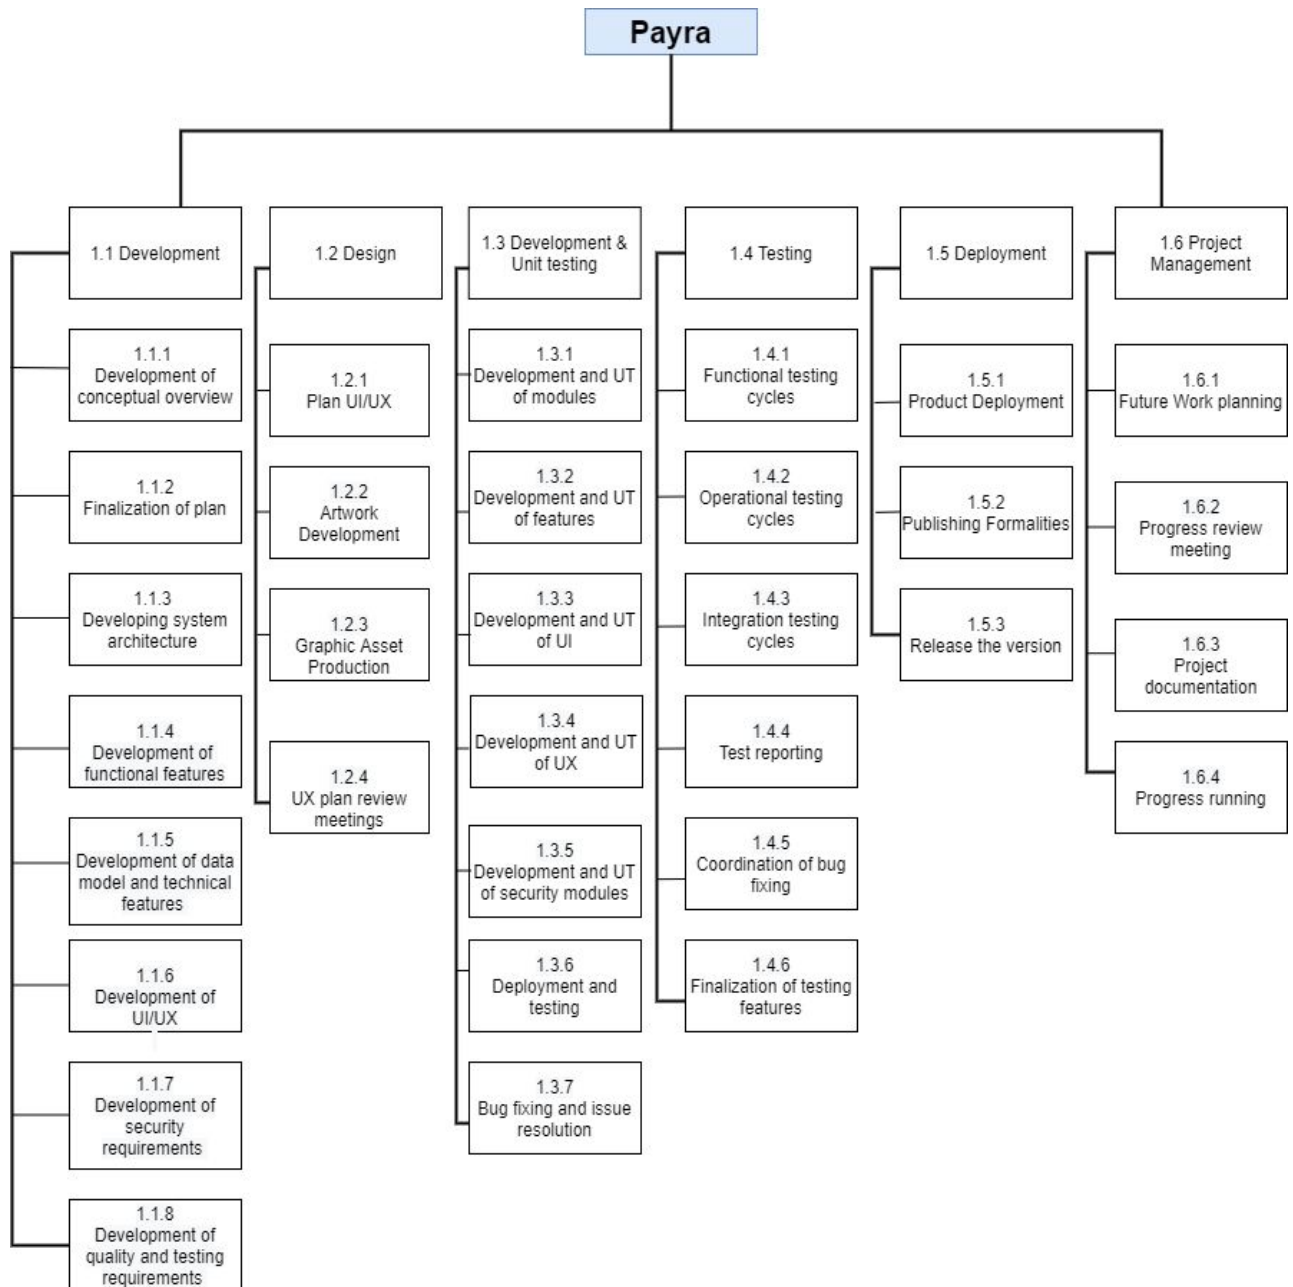 Payra
1.1 Development
1.1.1
Development of
conceptual overview
1.1.2
Finalization of plan
1.1.3
Developing system
architecture
1.1.4
Development of
functional features
1.1.5
Development of data
model and technical
features
1.1.6
Development of
UI/UX
1.1.7
Development of
security
requirements
1.1.8
Development of
quality and testing
requirements
1.2 Design
1.2.1
Plan UI/UX
1.2.2
Artwork
Development
1.2.3
Graphic Asset
Production
1.2.4
UX plan review
meetings
1.3 Development &
Unit testing
1.3.1
Development and UT
of modules
1.3.2
Development and UT
of features
1.3.3
Development and UT
of UI
1.3.4
Development and UT
of UX
1.3.5
Development and UT
of security modules
1.3.6
Deployment and
testing
1.3.7
Bug fixing and issue
resolution
1.4 Testing
1.4.1
Functional testing
cycles
1.4.2
Operational testing
cycles
1.4.3
Integration testing
cycles
1.4.4
Test reporting
1.4.5
Coordination of bug
fixing
1.4.6
Finalization of testing
features
1.5 Deployment
1.5.1
Product Deployment
1.5.2
Publishing Formalities
1.5.3
Release the version
1.6 Project
Management
1.6.1
Future Work planning
1.6.2
Progress review
meeting
1.6.3
Project
documentation
1.6.4
Progress running